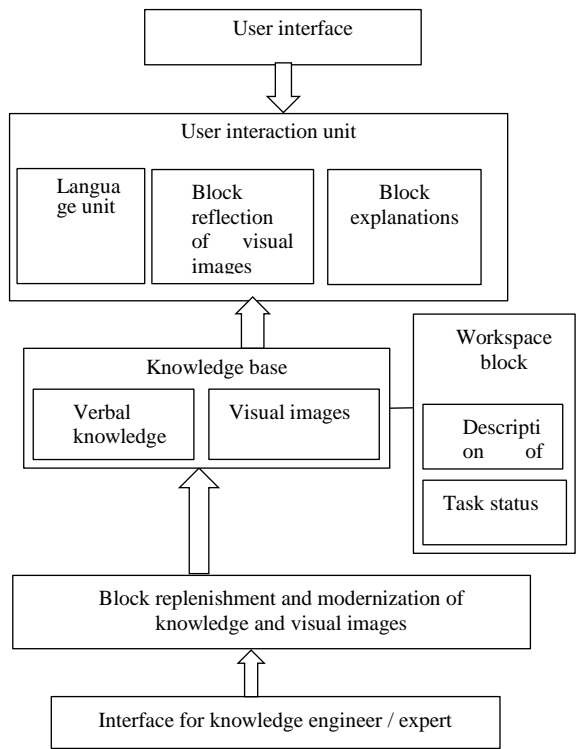 User interface
User interaction unit
Langua
ge unit
Block
reflection
of visual
images
Block
explanations
Knowledge base
Verbal
knowledge
Visual images
Workspace
block
Descripti
on of
Task status
Block replenishment and modernization of
knowledge and visual images
Interface for knowledge engineer / expert